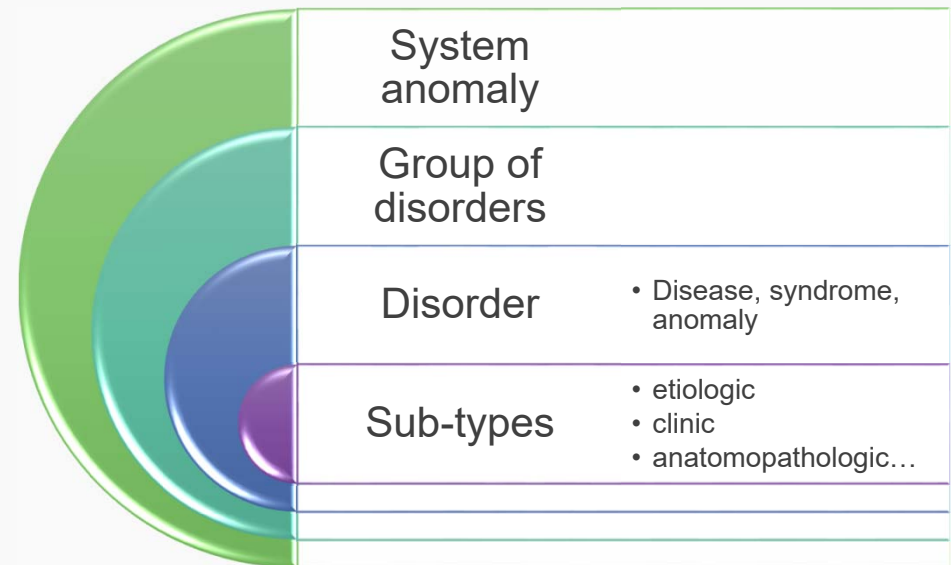 System
anomaly
Group of
disorders
Disorder
• Disease, syndrome,
anomaly
Sub-types
• etiologic
• clinic
• anatomopathologic…